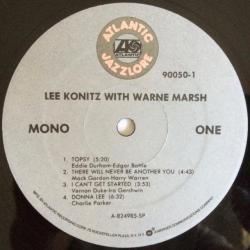 ATLANTIC
JAZZLORE
90050-1
LEE KONITZ WITH WARNE MARSH
MONO
ONE
1. TOPSY (5:20)
Eddie Durham-Edgar Battle
2. THERE WILL NEVER BE ANOTHER YOU (4:43)
Mack Gordon-Harry Warren
3. I CAN'T GET STARTED (3:53)
Vernon Duke-Ira Gershwin
4. DONNA LEE (6:32)
Charlie Parker
A-824985-SP